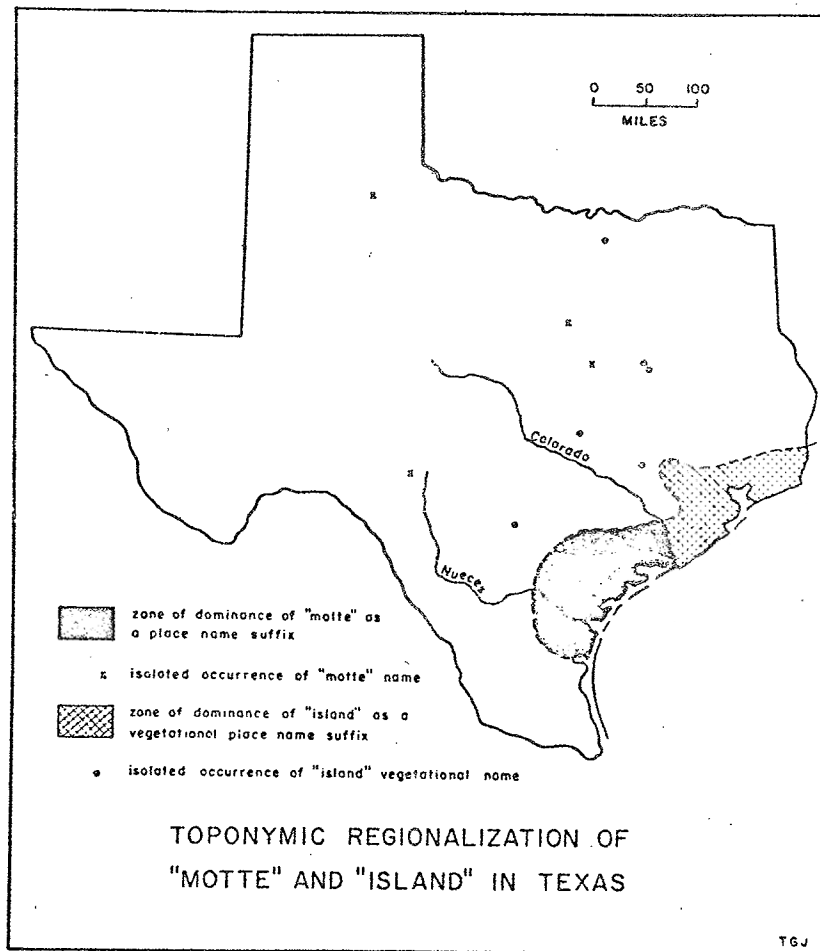 0 50 100
MILES
Colorado
Nueces
zone of dominance of "motte" as
a place name suffix
x isolated occurrence of "motte" name
zone of dominance of "island" as a
vegetational place name suffix
isolated occurrence of "island" vegetational name
TOPONYMIC REGIONALIZATION OF
"MOTTE" AND "ISLAND" IN TEXAS
TGJ